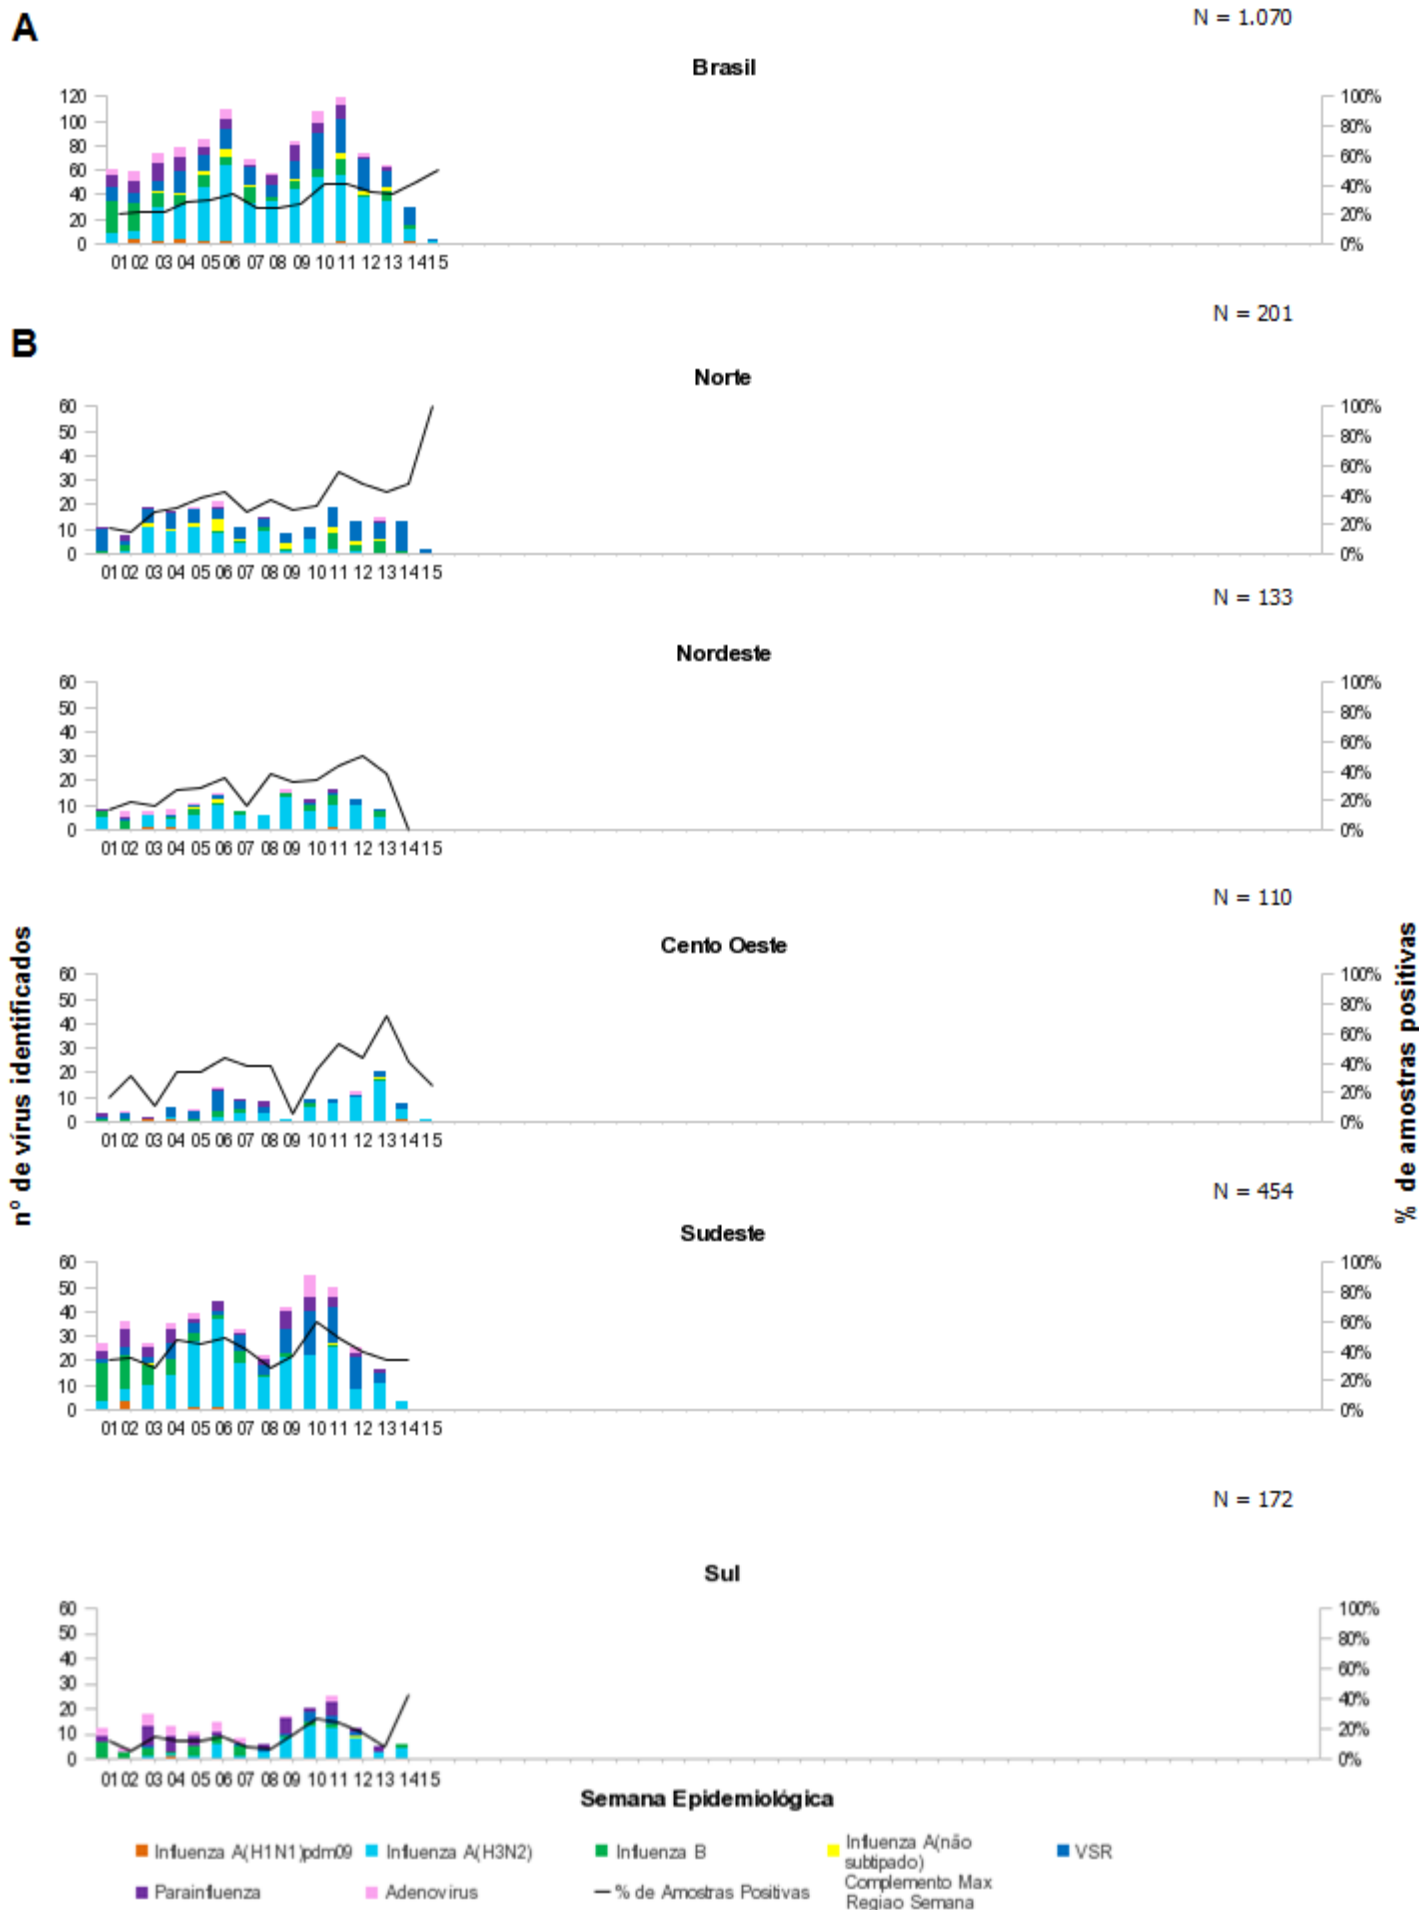 A
N = 1.070
Brasil
120
100
80
60
40
20
0
100%
80%
60%
40%
20%
0%
01 02 03 04 05 06 07 08 09 10 11 12 13 14 15
N = 201
B
Norte
60
50
40
30
20
10
0
100%
80%
60%
40%
20%
0%
01 02 03 04 05 06 07 08 09 10 11 12 13 14 15
N = 133
Nordeste
60
50
40
30
20
10
0
100%
80%
60%
40%
20%
0%
01 02 03 04 05 06 07 08 09 10 11 12 13 14 15
N = 110
Cento Oeste
60
50
40
30
20
10
0
100%
80%
60%
40%
20%
0%
01 02 03 04 05 06 07 08 09 10 11 12 13 14 15
nº de vírus identificados
% de amostras positivas
N = 454
Sudeste
60
50
40
30
20
10
0
100%
80%
60%
40%
20%
0%
01 02 03 04 05 06 07 08 09 10 11 12 13 14 15
N = 172
Sul
60
50
40
30
20
10
0
100%
80%
60%
40%
20%
0%
01 02 03 04 05 06 07 08 09 10 11 12 13 14 15
Semana Epidemiológica
Influenza A(H1N1)pdm09
Influenza A(H3N2)
Influenza B
Influenza A(não
subtipado)
VSR
Parainfluenza
Adenovirus
% de Amostras Positivas
Complemento Max
Regiao Semana